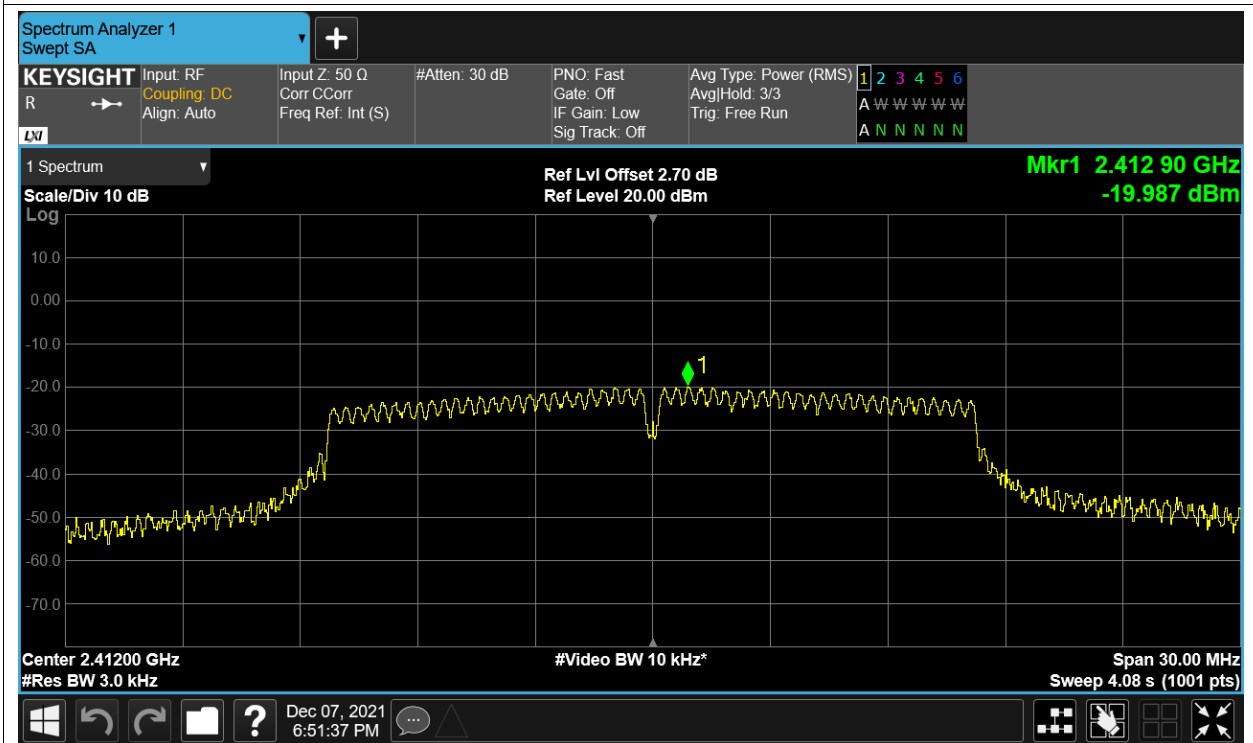 Spectrum Analyzer 1
Swept SA
+
KEYSIGHT
R
LXI
Input: RF
Coupling: DC
Align: Auto
Input Z: 50 Ω
Corr CCorr
Freq Ref: Int (S)
#Atten: 30 dB
PNO: Fast
Gate: Off
IF Gain: Low
Sig Track: Off
Avg Type: Power (RMS)
Avg|Hold: 3/3
Trig: Free Run
1 2 3 4 5 6
A W W W W W
A N N N N N
1 Spectrum
Scale/Div 10 dB
Ref Lvl Offset 2.70 dB
Ref Level 20.00 dBm
Mkr1 2.412 90 GHz
-19.987 dBm
Log
10.0
0.00
-10.0
1
-20.0
-30.0
-40.0
-50.0
-60.0
-70.0
Center 2.41200 GHz
#Res BW 3.0 kHz
#Video BW 10 kHz*
Span 30.00 MHz
Sweep 4.08 s (1001 pts)
?
Dec 07, 2021
6:51:37 PM